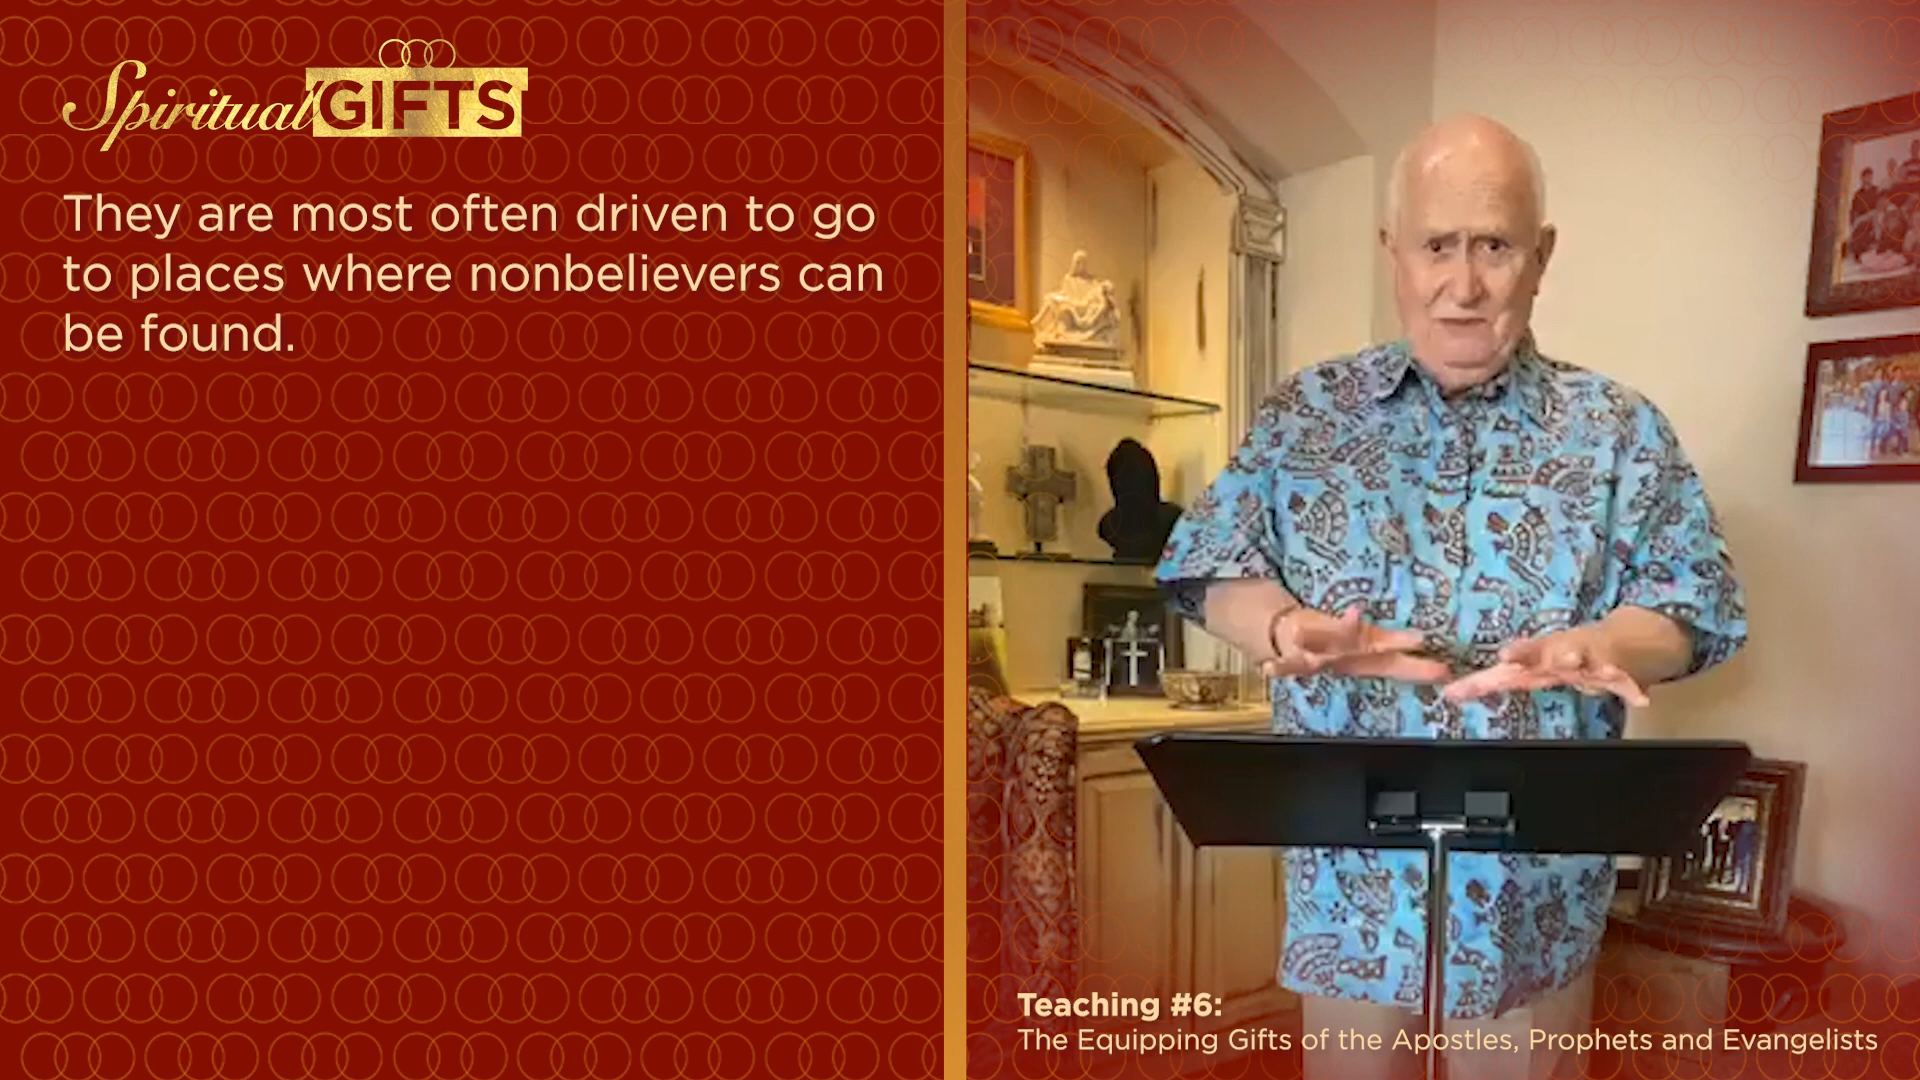 Spiritual GIFTS
They are most often driven to go
to places where nonbelievers can
be found.
Teaching #6:
The Equipping Gifts of the Apostles, Prophets and Evangelists